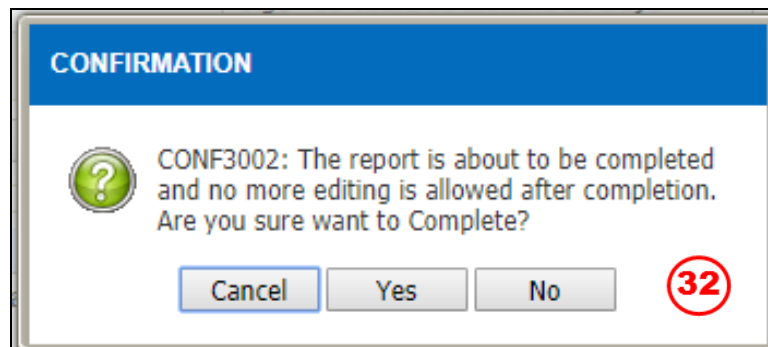 CONFIRMATION
CONF3002: The report is about to be completed
and no more editing is allowed after completion.
Are you sure want to Complete?
Cancel Yes No 32